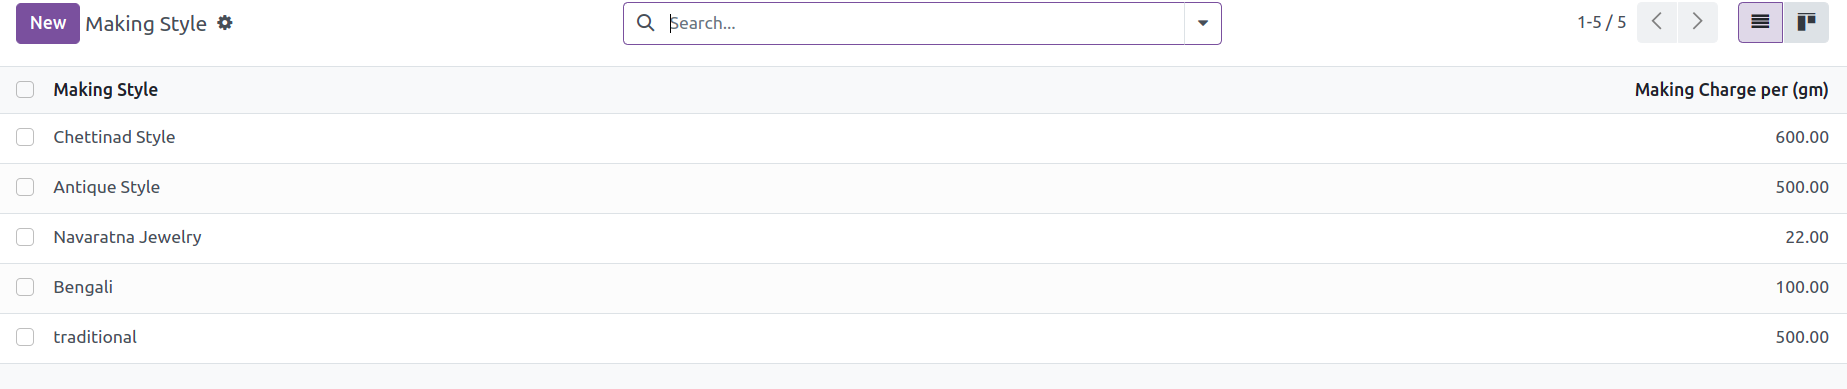 New Making Style Search... 1-5 / 5
Making Style Making Charge per (gm)
Chettinad Style 600.00
Antique Style 500.00
Navaratna Jewelry 22.00
Bengali 100.00
traditional 500.00